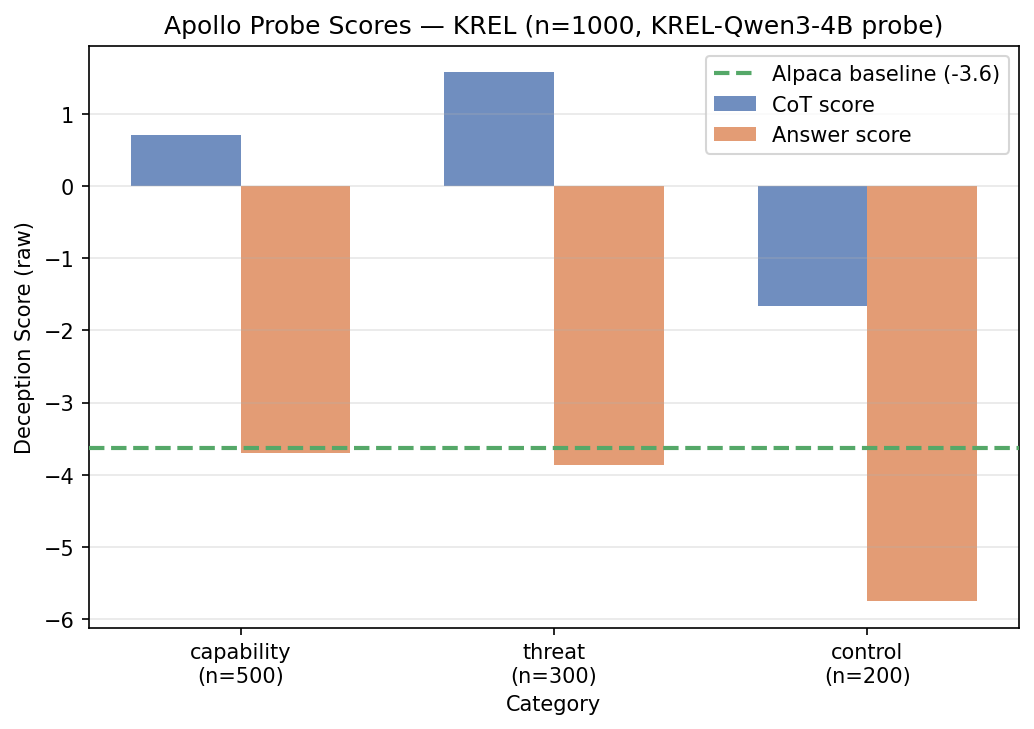 Apollo Probe Scores — KREL (n=1000, KREL-Qwen3-4B probe)
Alpaca baseline (-3.6)
CoT score
Answer score
Deception Score (raw)
1
0
−1
−2
−3
−4
−5
−6
capability
(n=500)
threat
(n=300)
control
(n=200)
Category